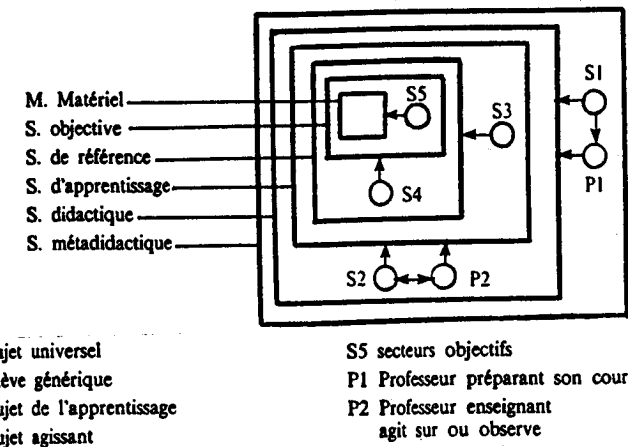 M. Matériel
S. objective
S. de référence
S. d'apprentissage
S. didactique
S. métadidactique
S5
S3
S1
S4
P1
S2
P2
ujet universel
ève générique
ujet de l'apprentissage
ujet agissant
S5 secteurs objectifs
P1 Professeur préparant son cour
P2 Professeur enseignant
agit sur ou observe